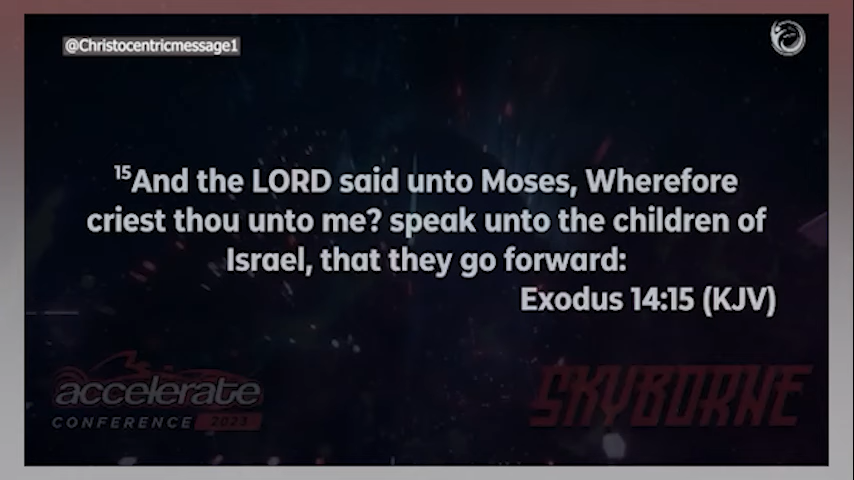 @Christocentricmessage1
15And the LORD said unto Moses, Wherefore
criest thou unto me? speak unto the children of
Israel, that they go forward:
Exodus 14:15 (KJV)
accelerate
CONFERENCE 2023
SKYBORNE